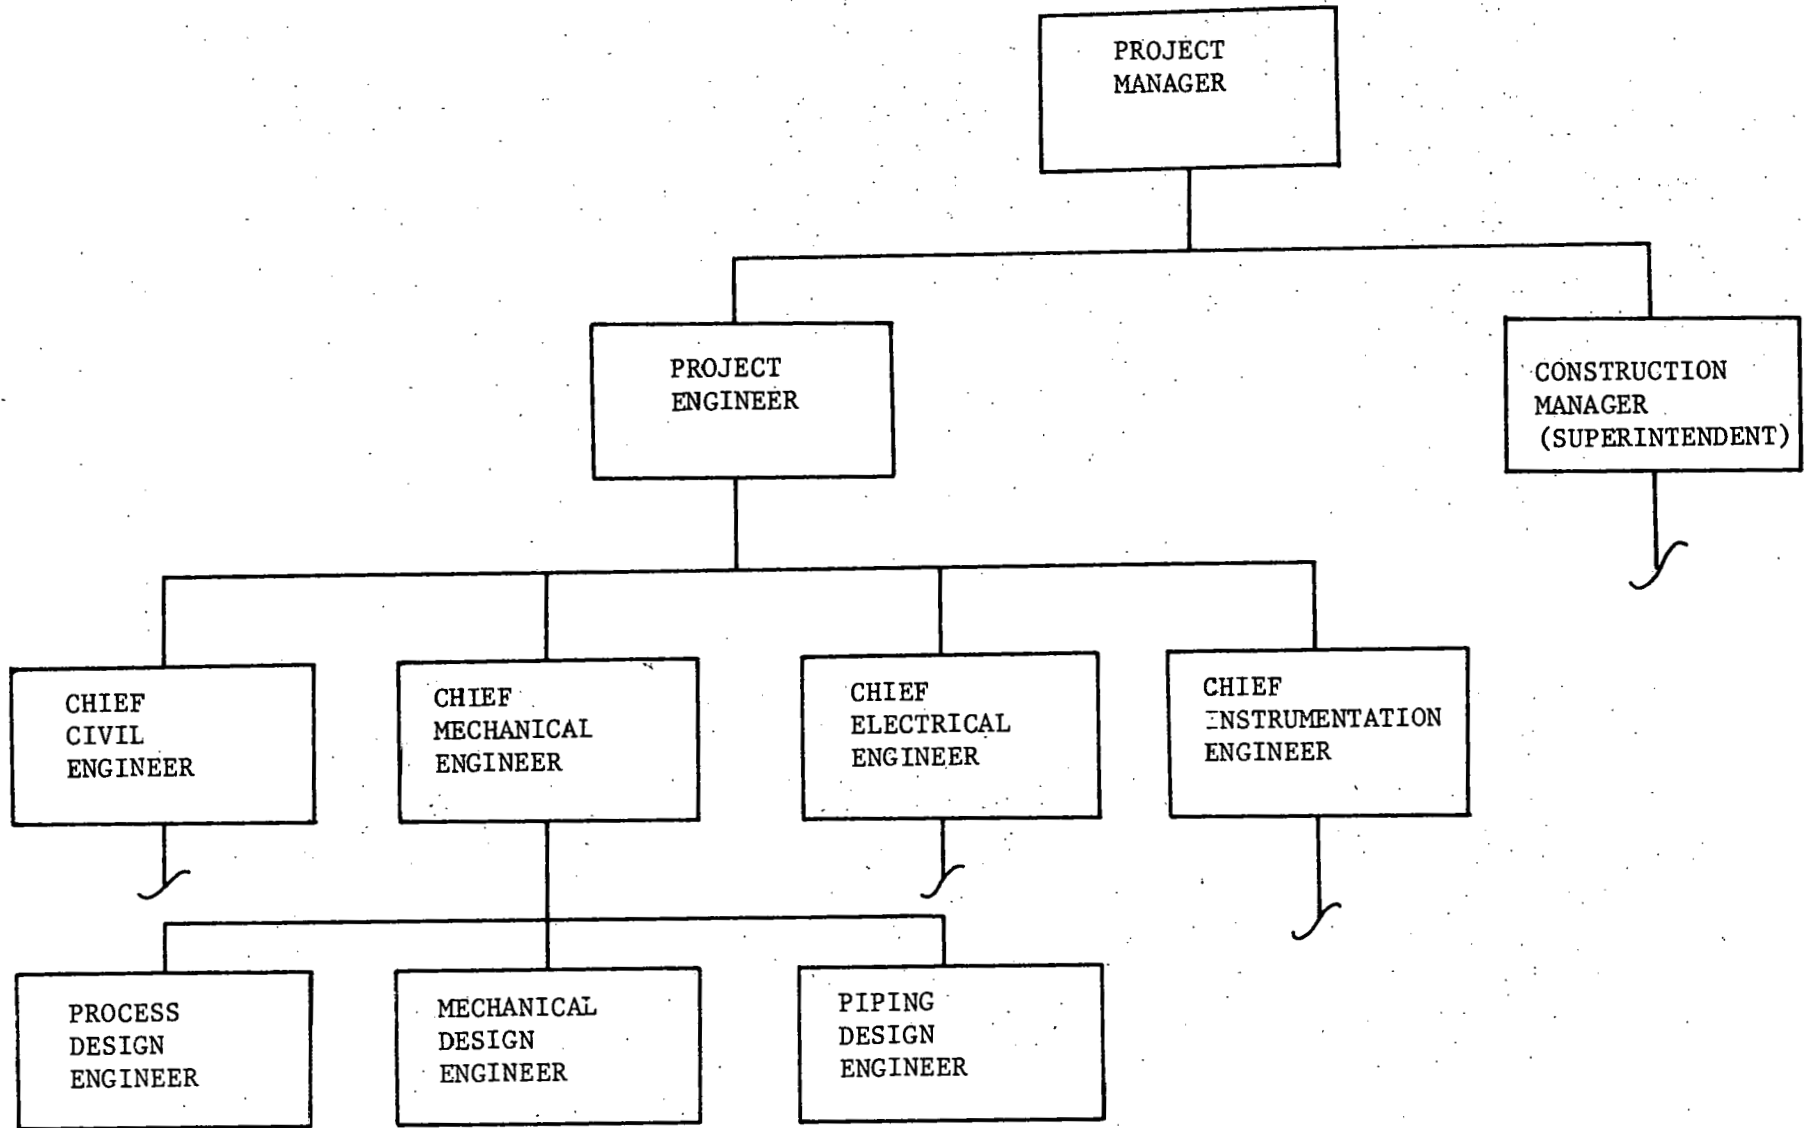 PROJECT
MANAGER
PROJECT
ENGINEER
CONSTRUCTION
MANAGER
(SUPERINTENDENT)
CHIEF
CIVIL
ENGINEER
CHIEF
MECHANICAL
ENGINEER
CHIEF
ELECTRICAL
ENGINEER
CHIEF
INSTRUMENTATION
ENGINEER
PROCESS
DESIGN
ENGINEER
MECHANICAL
DESIGN
ENGINEER
PIPING
DESIGN
ENGINEER